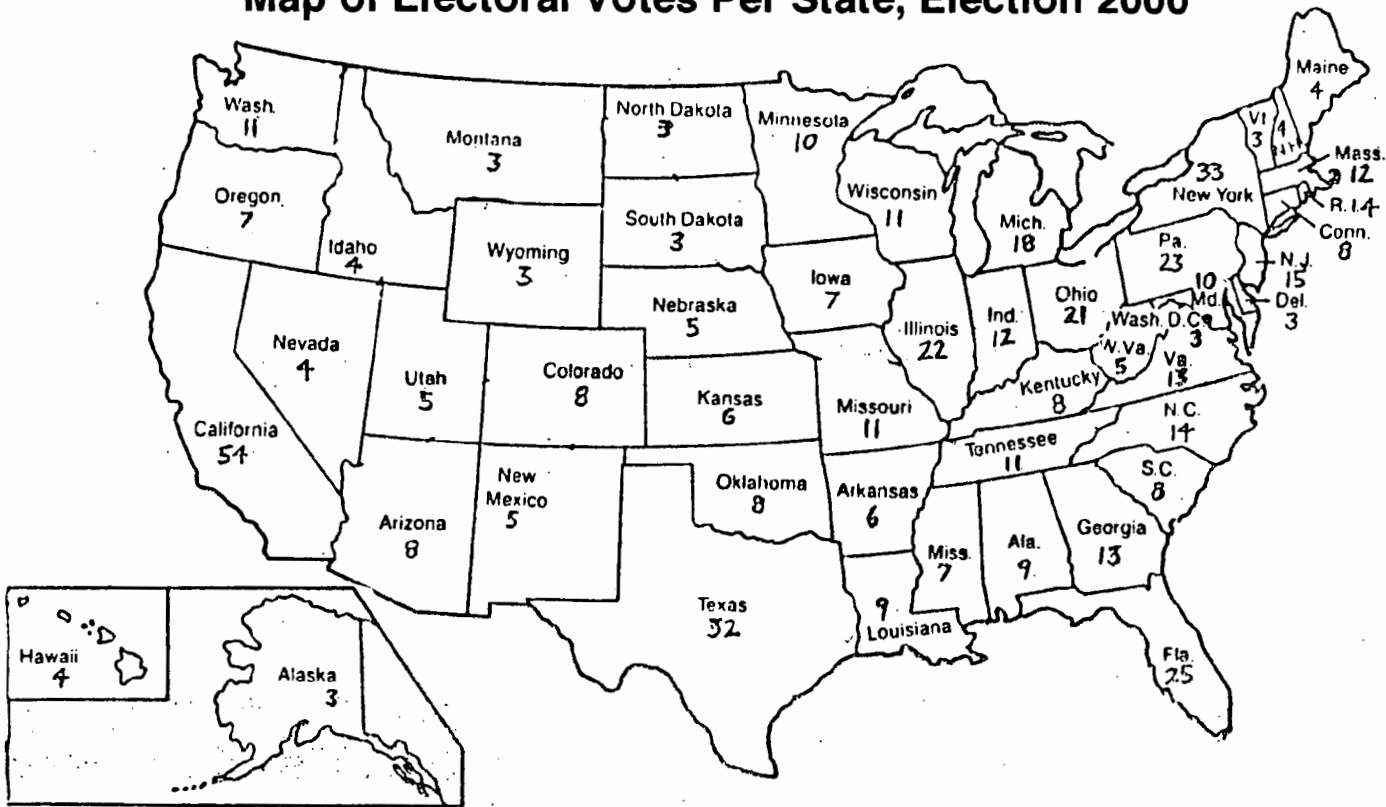 Map of Electoral Votes Per State, Election 2000
Wash.
11
Oregon
7
California
54
Nevada
4
Idaho
4
Montana
3
Wyoming
3
Utah
5
Arizona
8
Colorado
8
New
Mexico
5
North Dakota
3
South Dakota
3
Nebraska
5
Kansas
6
Oklahoma
8
Texas
32
Minnesota
10
Iowa
7
Missouri
11
Arkansas
6
9
Louisiana
Wisconsin
11
Illinois
22
Mich.
18
Ind.
12
Ohio
21
Kentucky
8
Tennessee
11
Miss.
7
Ala.
9
Georgia
13
Fla.
25
S.C.
8
N.C.
14
Va.
13
W.Va.
5
Wash. D.C.
3
10
Md.
Del.
3
Pa.
23
N.J.
15
33
New York
Conn.
8
R.I. 4
Mass.
12
Vt
3
4
Maine
4
Hawaii
4
Alaska
3